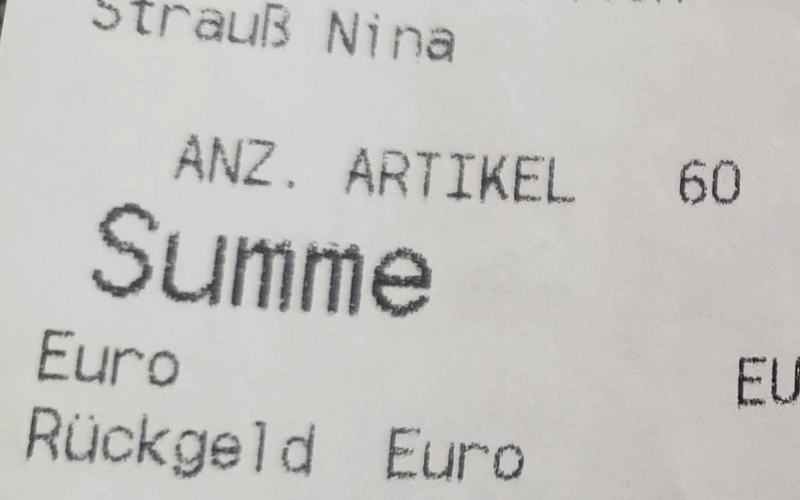 Strauß Nina
ANZ. ARTIKEL 60
Summe
Euro EU
Rückgeld Euro